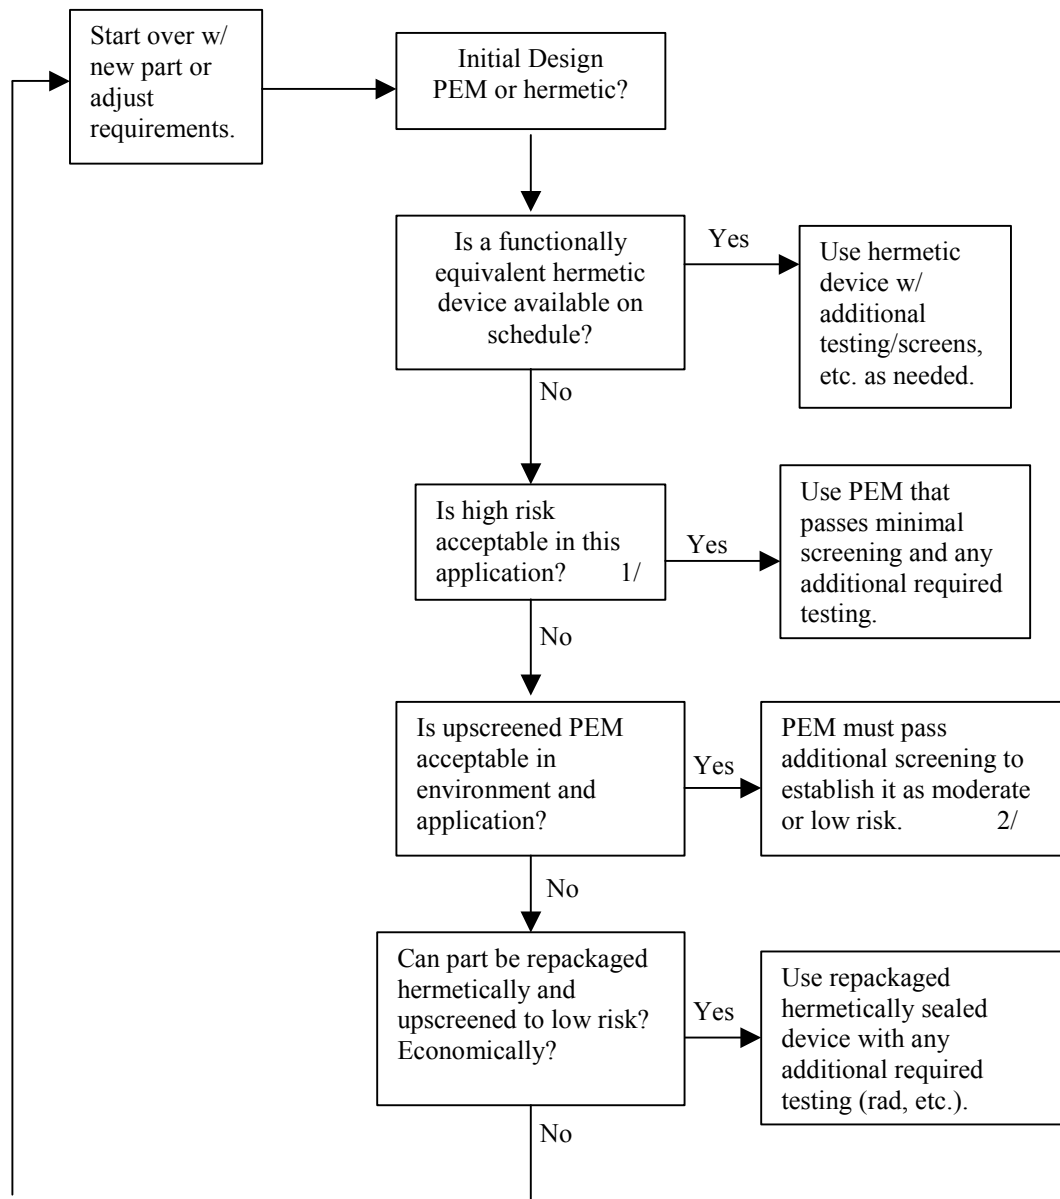 Start over w/
new part or
adjust
requirements.
Initial Design
PEM or hermetic?
Is a functionally
equivalent hermetic
device available on
schedule?
Yes
Use hermetic
device w/
additional
testing/screens,
etc. as needed.
No
Is high risk
acceptable in this
application? 1/
Yes
Use PEM that
passes minimal
screening and any
additional required
testing.
No
Is upscreened PEM
acceptable in
environment and
application?
Yes
PEM must pass
additional screening to
establish it as moderate
or low risk. 2/
No
Can part be repackaged
hermetically and
upscreened to low risk?
Economically?
Yes
Use repackaged
hermetically sealed
device with any
additional required
testing (rad, etc.).
No